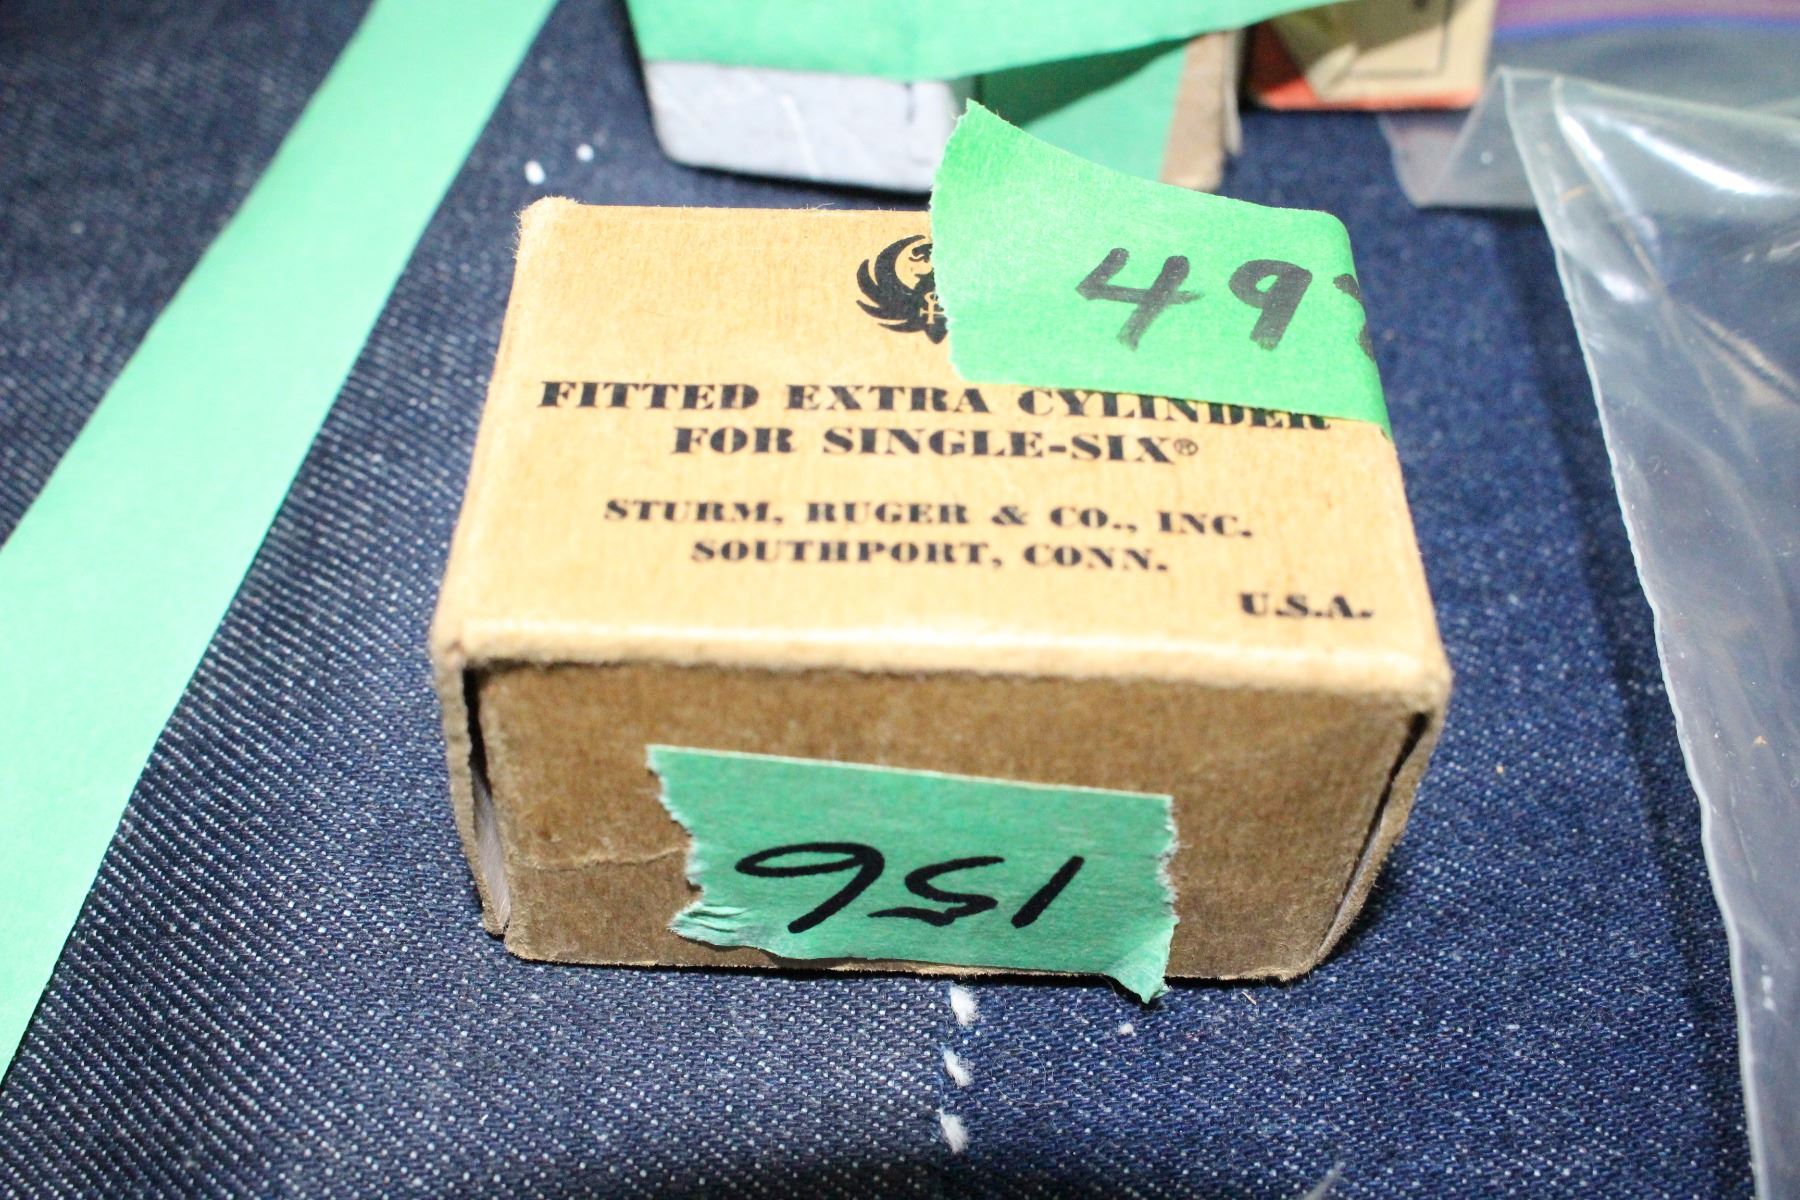 49
FITTED EXTRA CYLINDER
FOR SINGLE-SIX®
STURM, RUGER & CO., INC.
SOUTHPORT, CONN.
U.S.A.
156